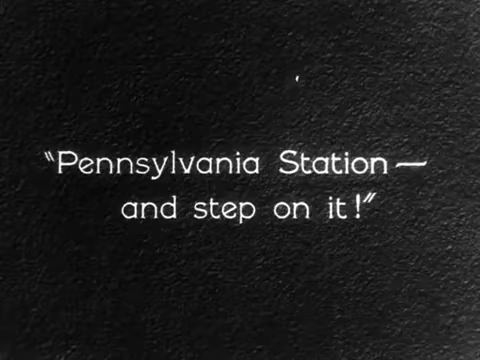 "Pennsylvania Station —
and step on it!"